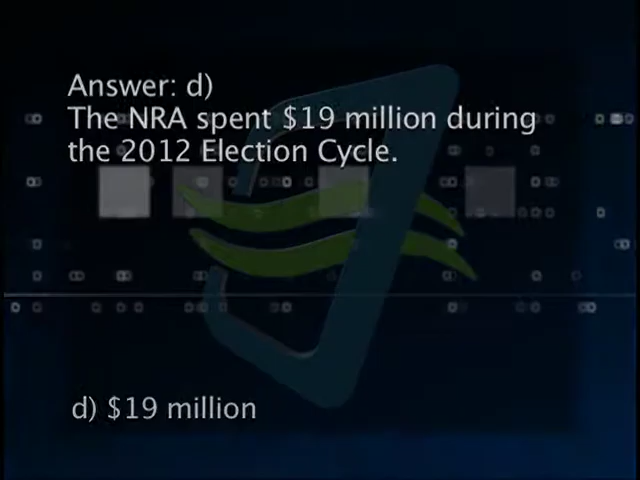 Answer: d)
The NRA spent $19 million during
the 2012 Election Cycle.
d) $19 million